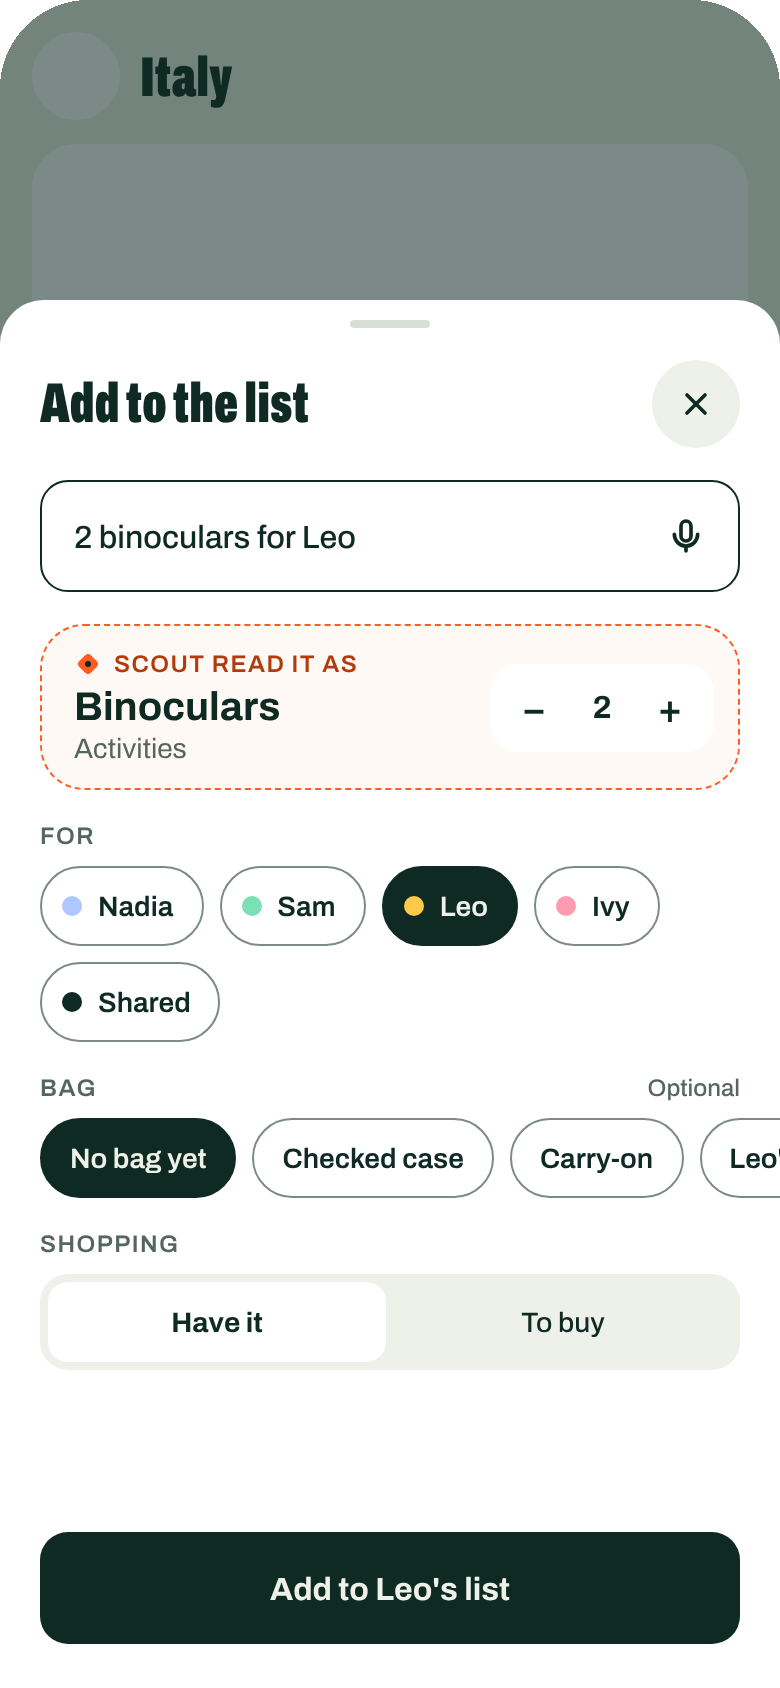 Italy
Add to the list
2 binoculars for Leo
SCOUT READ IT AS
Binoculars
Activities
– 2 +
FOR
Nadia Sam Leo Ivy
Shared
BAG Optional
No bag yet Checked case Carry-on Leo'
SHOPPING
Have it To buy
Add to Leo's list